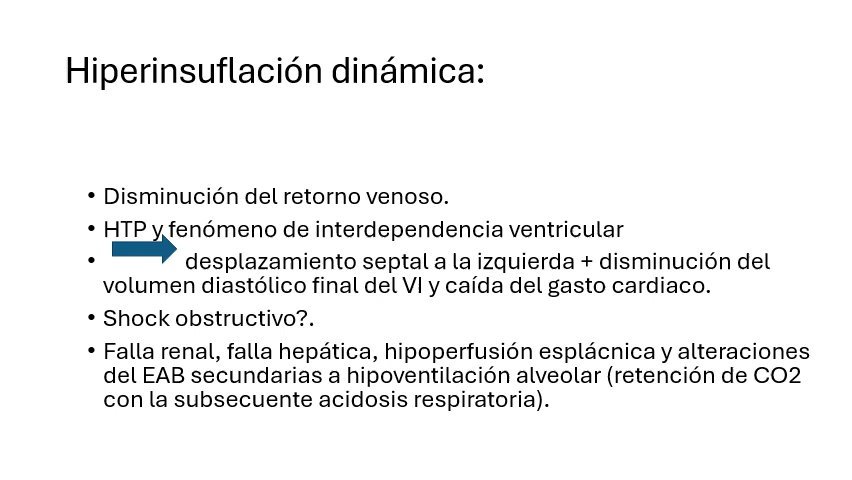 Hiperinsuflación dinámica:
• Disminución del retorno venoso.
• HTP y fenómeno de interdependencia ventricular
• desplazamiento septal a la izquierda + disminución del
volumen diastólico final del VI y caída del gasto cardiaco.
• Shock obstructivo?.
• Falla renal, falla hepática, hipoperfusión esplácnica y alteraciones
del EAB secundarias a hipoventilación alveolar (retención de CO2
con la subsecuente acidosis respiratoria).